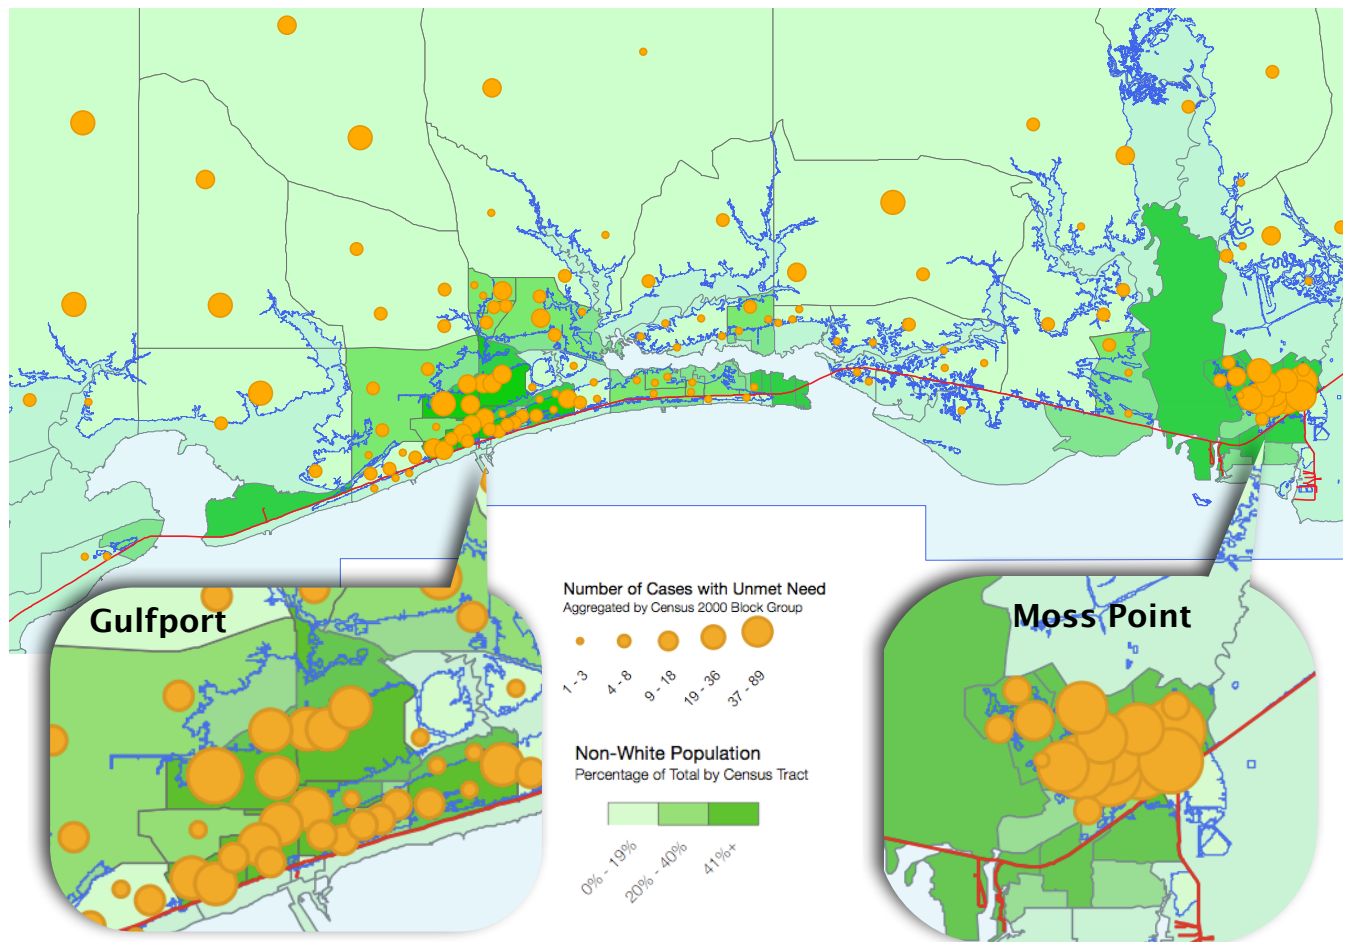 Gulfport
Moss Point
Number of Cases with Unmet Need
Aggregated by Census 2000 Block Group
1 - 3
4 - 8
9 - 18
19 - 36
37 - 89
Non-White Population
Percentage of Total by Census Tract
0% - 19%
20% - 40%
41%+